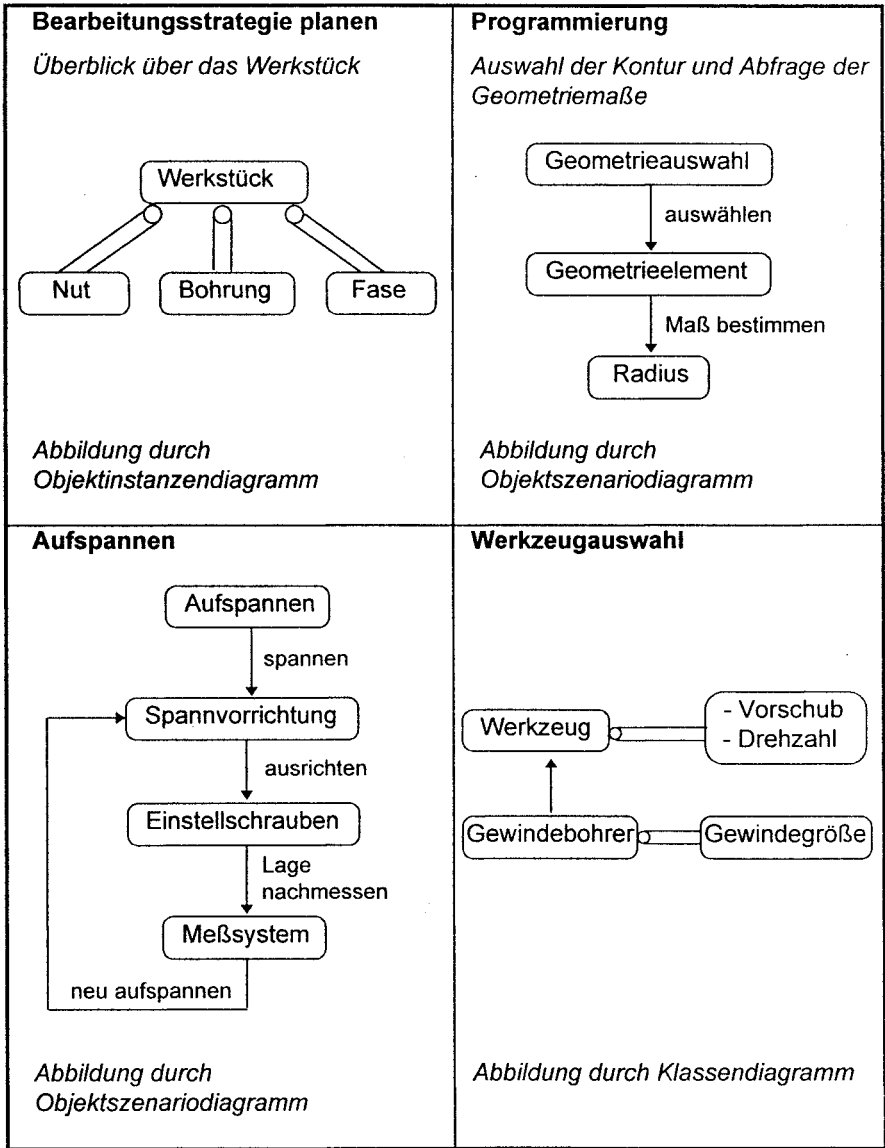 Bearbeitungsstrategie planen
Überblick über das Werkstück
Werkstück
Nut
Bohrung
Fase
Abbildung durch
Objektinstanzendiagramm
Programmierung
Auswahl der Kontur und Abfrage der
Geometriemaße
Geometrieauswahl
auswählen
Geometrieelement
Maß bestimmen
Radius
Abbildung durch
Objektszenariodiagramm
Aufspannen
Aufspannen
spannen
Spannvorrichtung
ausrichten
Einstellschrauben
Lage
nachmessen
Meßsystem
neu aufspannen
Abbildung durch
Objektszenariodiagramm
Werkzeugauswahl
Werkzeug
- Vorschub
- Drehzahl
Gewindebohrer
Gewindegröße
Abbildung durch Klassendiagramm